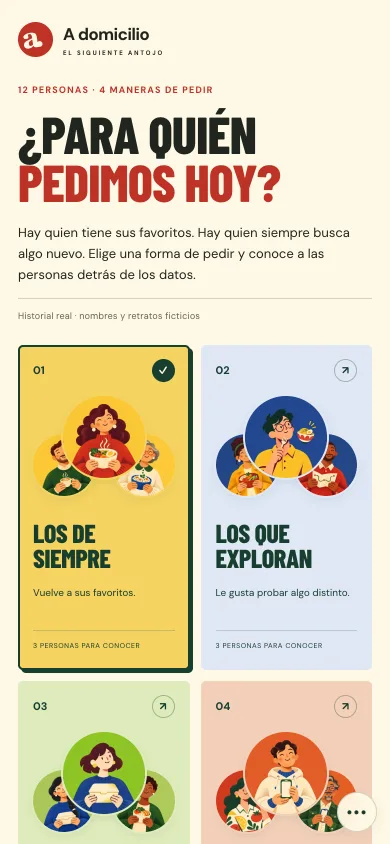 a
A domicilio
EL SIGUIENTE ANTOJO
12 PERSONAS · 4 MANERAS DE PEDIR
¿PARA QUIÉN
PEDIMOS HOY?
Hay quien tiene sus favoritos. Hay quien siempre busca
algo nuevo. Elige una forma de pedir y conoce a las
personas detrás de los datos.
Historial real · nombres y retratos ficticios
01
LOS DE
SIEMPRE
Vuelve a sus favoritos.
3 PERSONAS PARA CONOCER
02
LOS QUE
EXPLORAN
Le gusta probar algo distinto.
3 PERSONAS PARA CONOCER
03
04